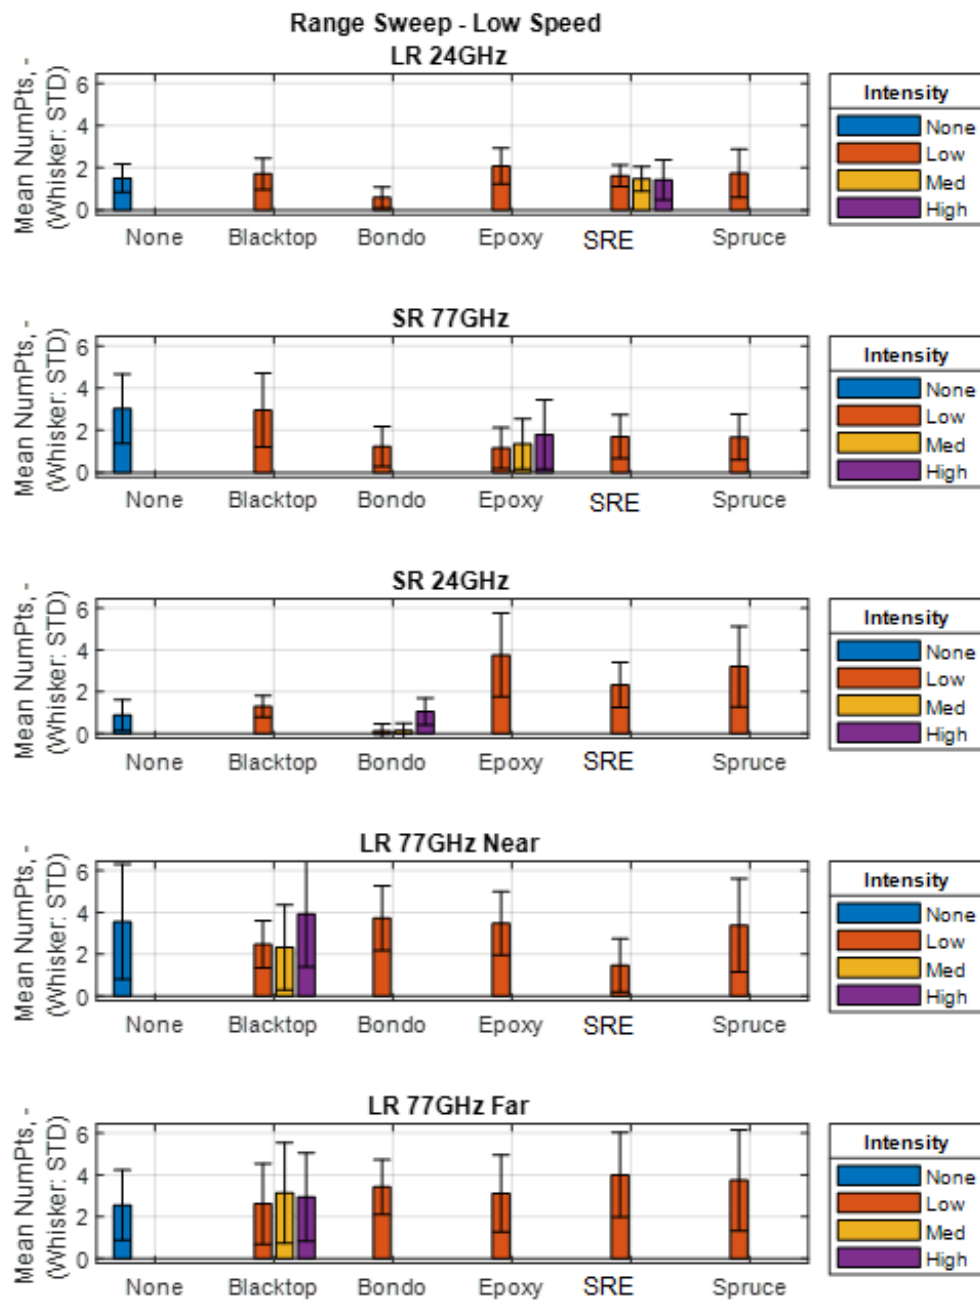 Range Sweep - Low Speed
LR 24GHz
Mean NumPts, -
(Whisker: STD)
6
4
2
0
None Blacktop Bondo Epoxy SRE Spruce
Intensity
None
Low
Med
High
SR 77GHz
Mean NumPts, -
(Whisker: STD)
6
4
2
0
None Blacktop Bondo Epoxy SRE Spruce
Intensity
None
Low
Med
High
SR 24GHz
Mean NumPts, -
(Whisker: STD)
6
4
2
0
None Blacktop Bondo Epoxy SRE Spruce
Intensity
None
Low
Med
High
LR 77GHz Near
Mean NumPts, -
(Whisker: STD)
6
4
2
0
None Blacktop Bondo Epoxy SRE Spruce
Intensity
None
Low
Med
High
LR 77GHz Far
Mean NumPts, -
(Whisker: STD)
6
4
2
0
None Blacktop Bondo Epoxy SRE Spruce
Intensity
None
Low
Med
High